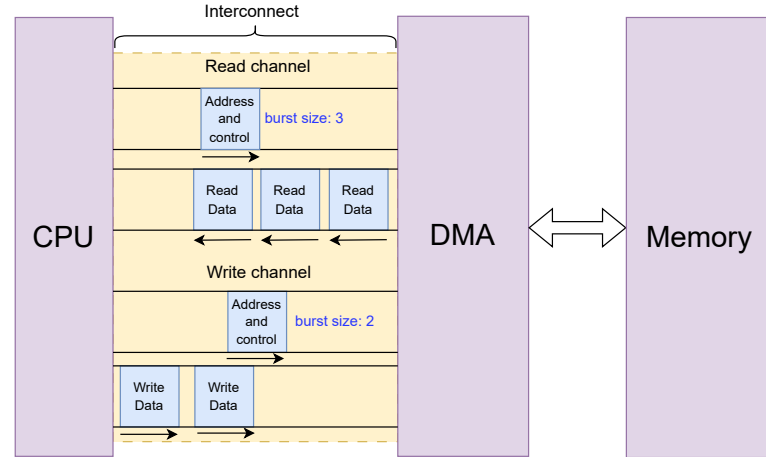 Interconnect
Read channel
Address
and
control
burst size: 3
Read
Data
Read
Data
Read
Data
CPU
DMA
Memory
Write channel
Address
and
control
burst size: 2
Write
Data
Write
Data